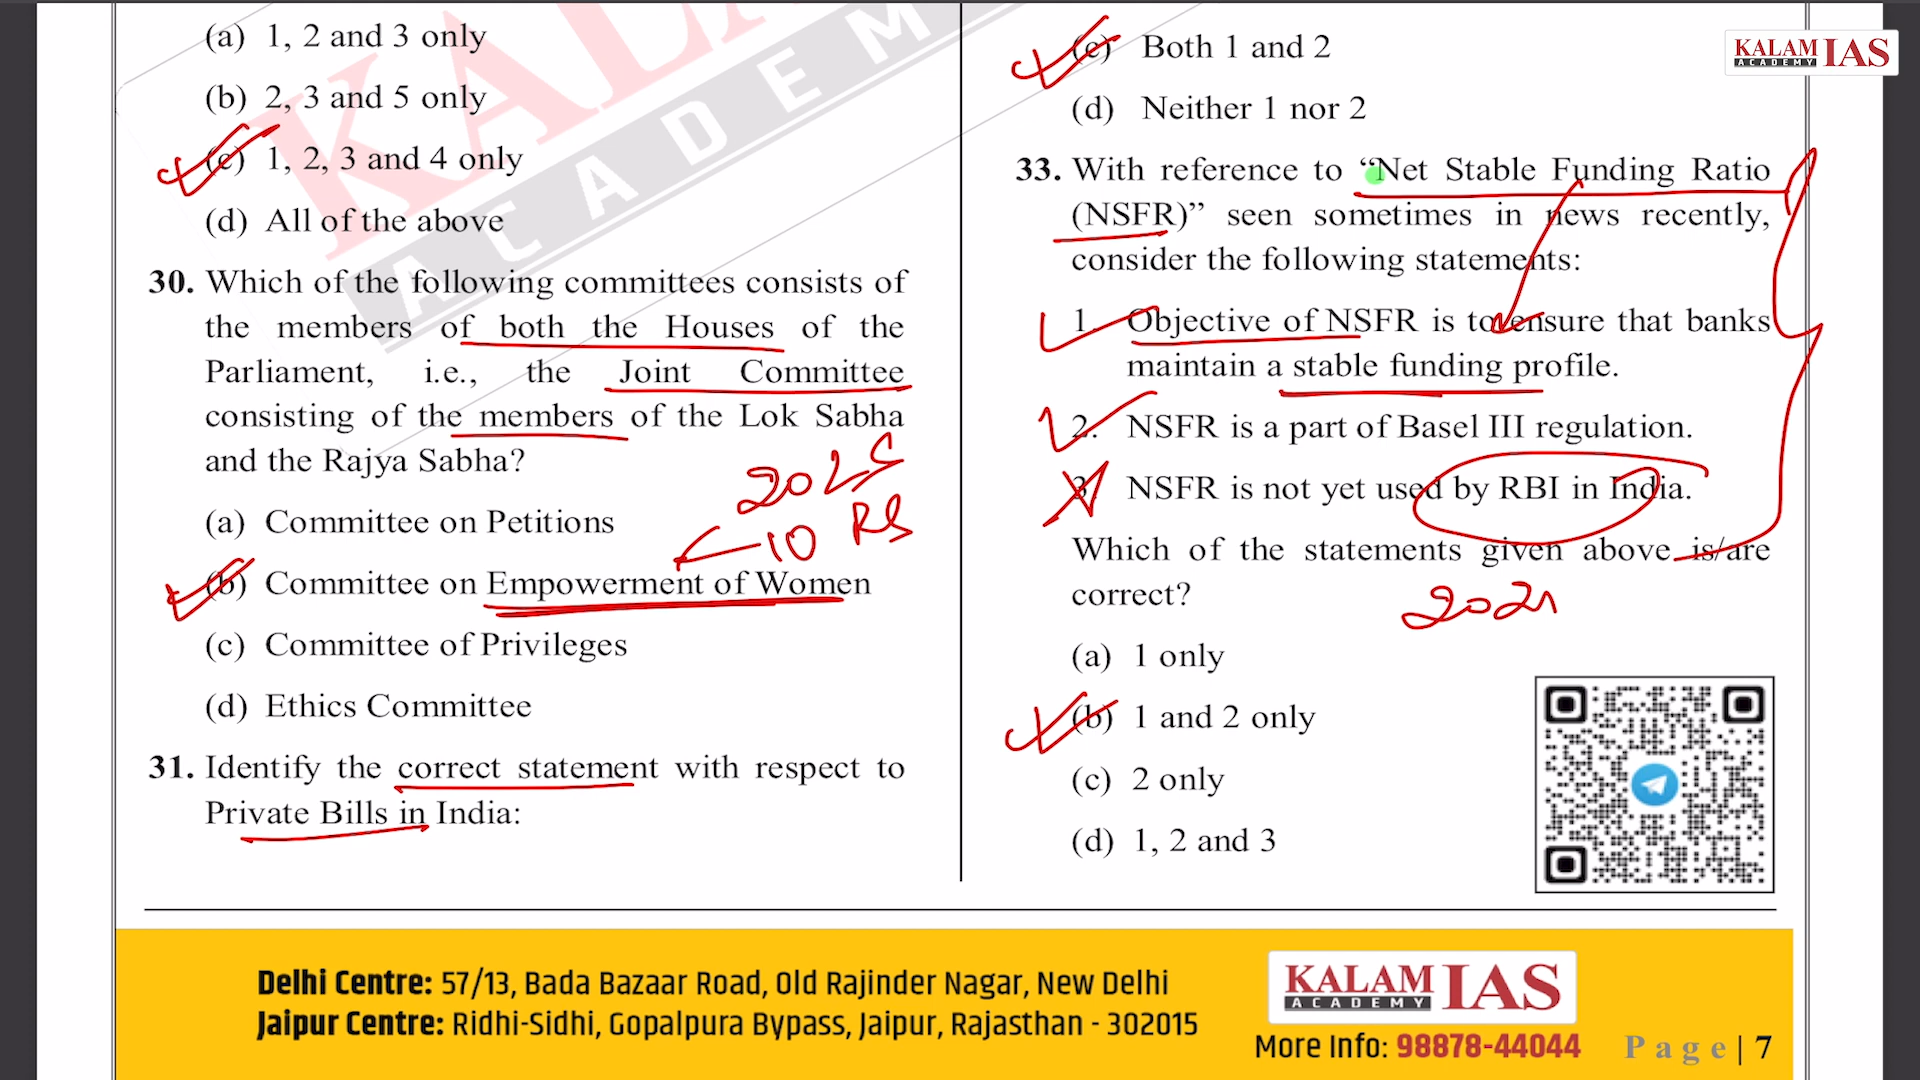 (a) 1, 2 and 3 only
(b) 2, 3 and 5 only
(c) 1, 2, 3 and 4 only
(d) All of the above
30. Which of the following committees consists of
the members of both the Houses of the
Parliament, i.e., the Joint Committee
consisting of the members of the Lok Sabha
and the Rajya Sabha?
20 LS
10 RS
(a) Committee on Petitions
(b) Committee on Empowerment of Women
(c) Committee of Privileges
(d) Ethics Committee
31. Identify the correct statement with respect to
Private Bills in India:
(c) Both 1 and 2
(d) Neither 1 nor 2
33. With reference to “Net Stable Funding Ratio
(NSFR)” seen sometimes in news recently,
consider the following statements:
1. Objective of NSFR is to ensure that banks
maintain a stable funding profile.
2. NSFR is a part of Basel III regulation.
3. NSFR is not yet used by RBI in India.
Which of the statements given above is/are
correct?
2021
(a) 1 only
(b) 1 and 2 only
(c) 2 only
(d) 1, 2 and 3
KALAM IAS
ACADEMY
KALAM
ACADEM
Delhi Centre: 57/13, Bada Bazaar Road, Old Rajinder Nagar, New Delhi
Jaipur Centre: Ridhi-Sidhi, Gopalpura Bypass, Jaipur, Rajasthan - 302015
KALAM IAS
ACADEMY
More Info: 98878-44044
Page | 7